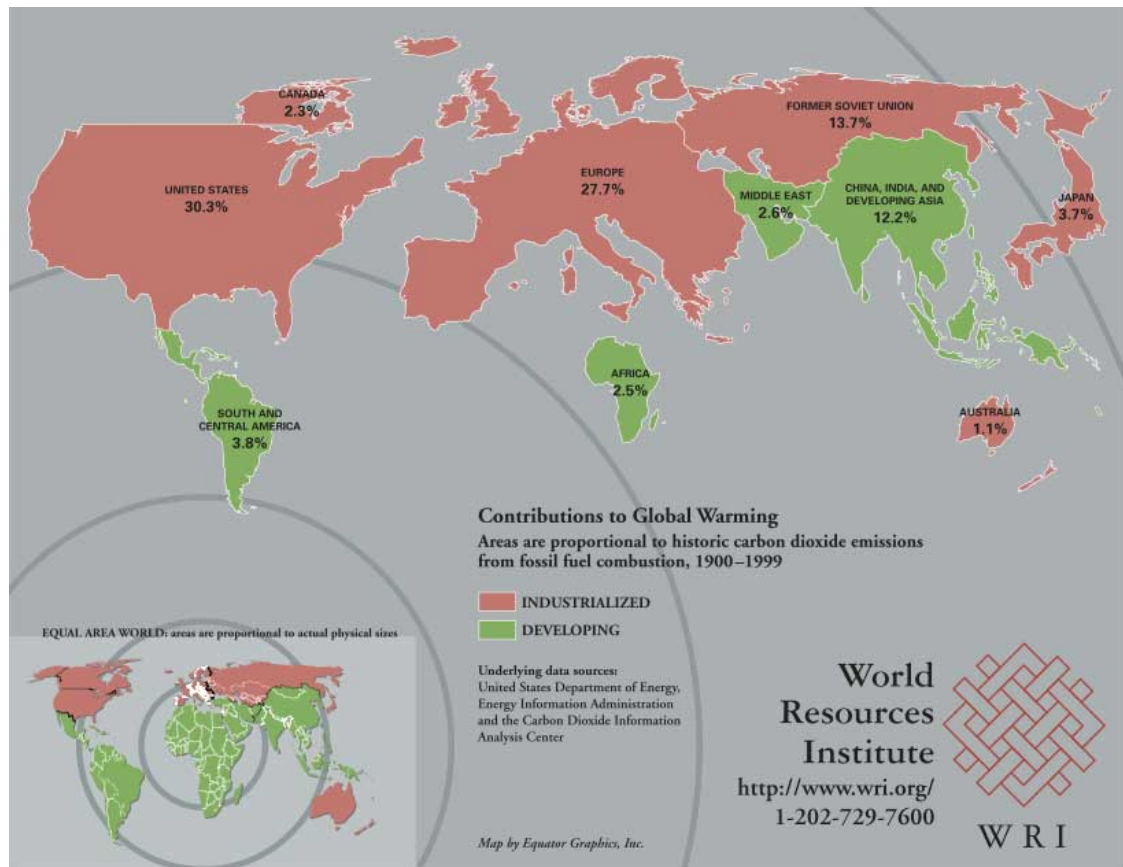 CANADA
2.3%
FORMER SOVIET UNION
13.7%
UNITED STATES
30.3%
EUROPE
27.7%
MIDDLE EAST
2.6%
CHINA, INDIA, AND
DEVELOPING ASIA
12.2%
JAPAN
3.7%
AFRICA
2.5%
SOUTH AND
CENTRAL AMERICA
3.8%
AUSTRALIA
1.1%
Contributions to Global Warming
Areas are proportional to historic carbon dioxide emissions
from fossil fuel combustion, 1900–1999
INDUSTRIALIZED
DEVELOPING
EQUAL AREA WORLD: areas are proportional to actual physical sizes
Underlying data sources:
United States Department of Energy,
Energy Information Administration
and the Carbon Dioxide Information
Analysis Center
Map by Equator Graphics, Inc.
World
Resources
Institute
http://www.wri.org/
1-202-729-7600
WRI